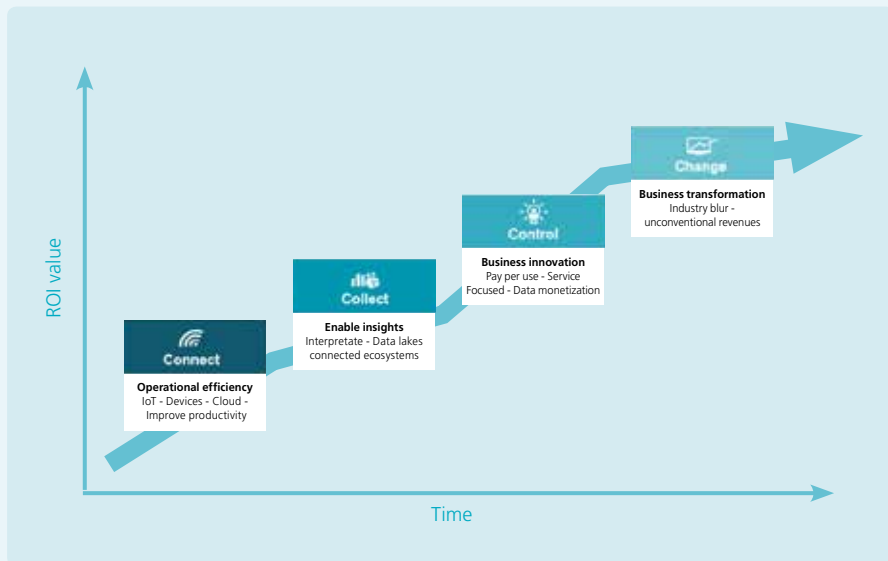 ROI value
Connect
Operational efficiency
IoT - Devices - Cloud -
Improve productivity
Collect
Enable insights
Interpretate - Data lakes
connected ecosystems
Control
Business innovation
Pay per use - Service
Focused - Data monetization
Change
Business transformation
Industry blur -
unconventional revenues
Time